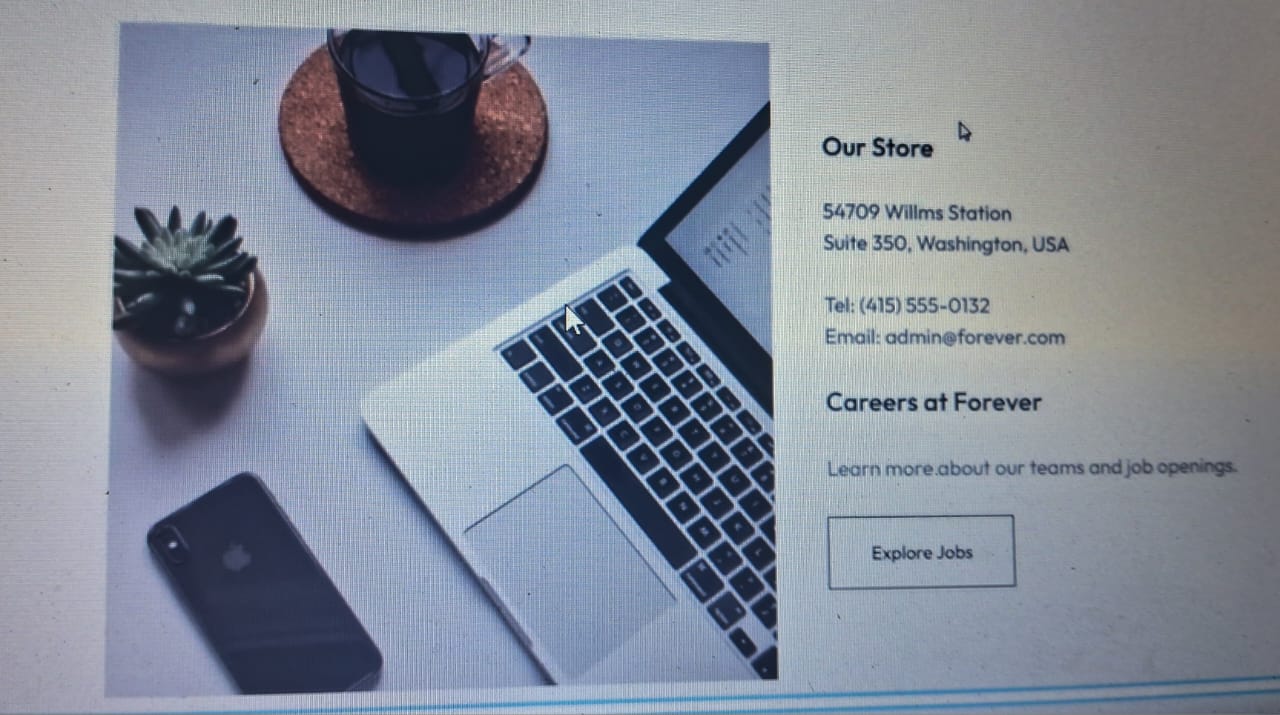 Our Store
54709 Willms Station
Suite 350, Washington, USA
Tel: (415) 555-0132
Email: admin@forever.com
Careers at Forever
Learn more about our teams and job openings.
Explore Jobs